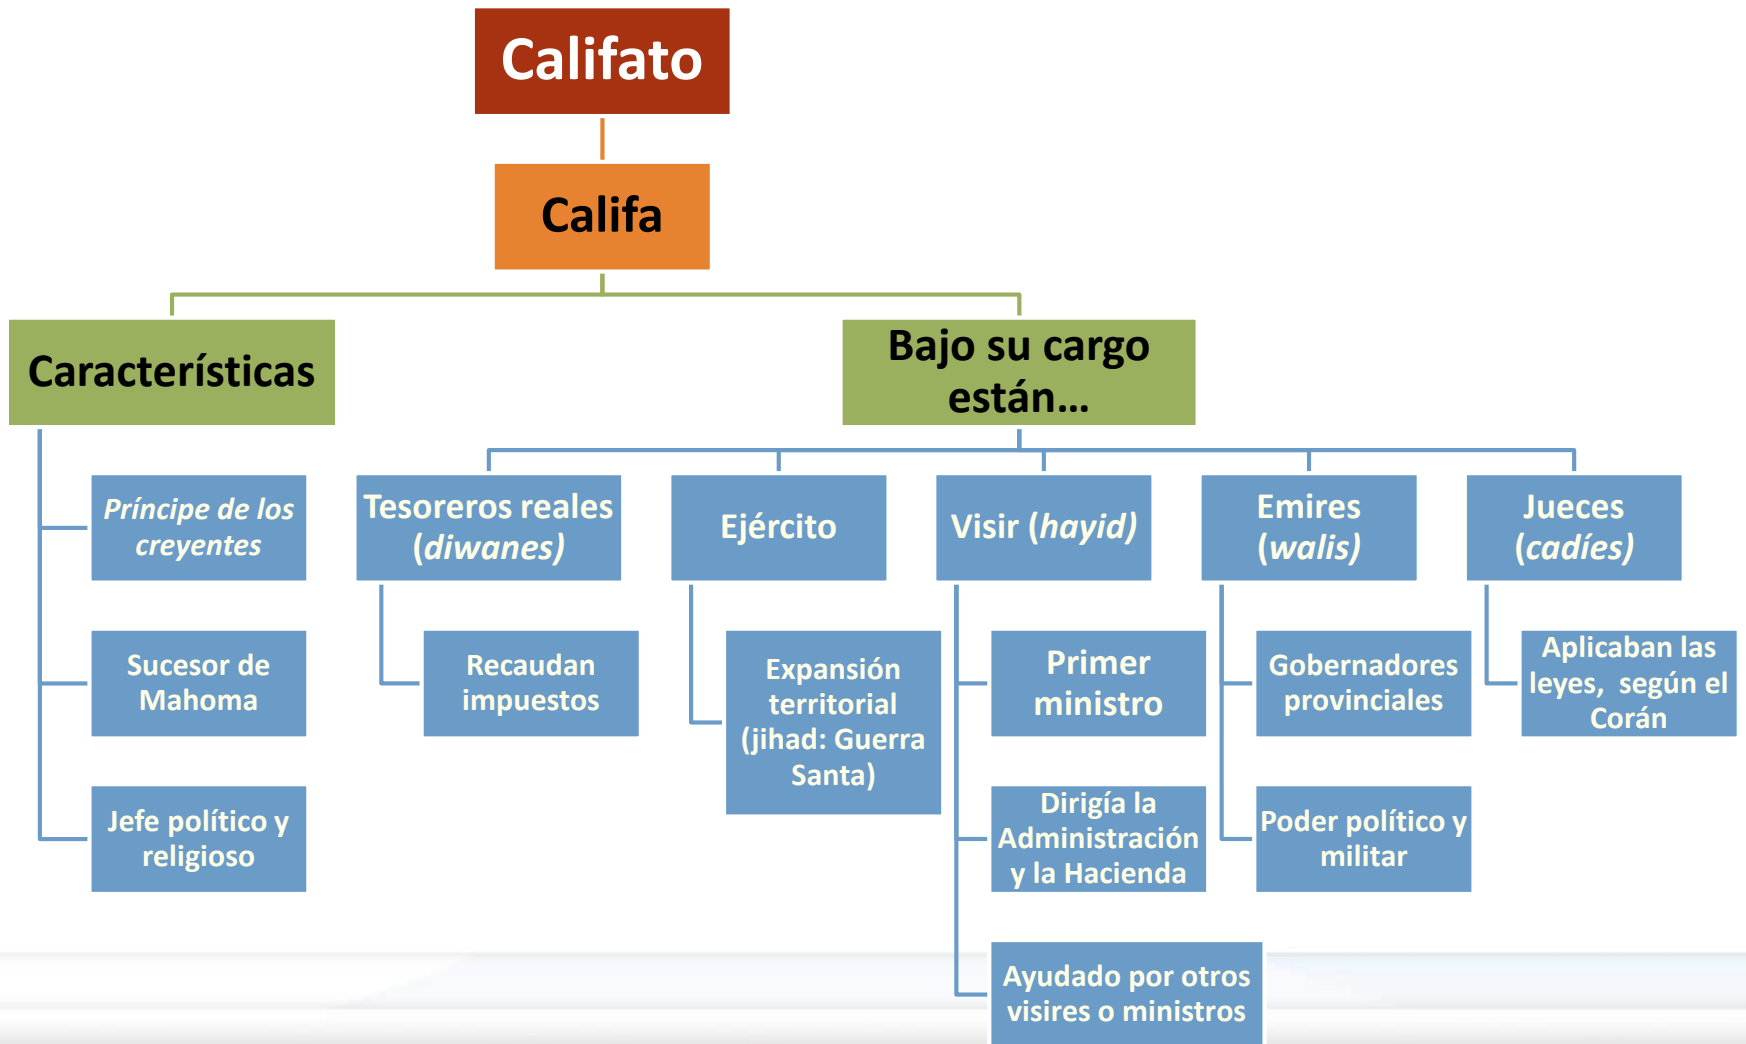 Califato
Califa
Características
Bajo su cargo
están...
Príncipe de los
creyentes
Sucesor de
Mahoma
Jefe político y
religioso
Tesoreros reales
(diwanes)
Recaudan
impuestos
Ejército
Expansión
territorial
(jihad: Guerra
Santa)
Visir (hayid)
Primer
ministro
Dirigía la
Administración
y la Hacienda
Ayudado por otros
visires o ministros
Emires
(walis)
Gobernadores
provinciales
Poder político y
militar
Jueces
(cadíes)
Aplicaban las
leyes, según el
Corán